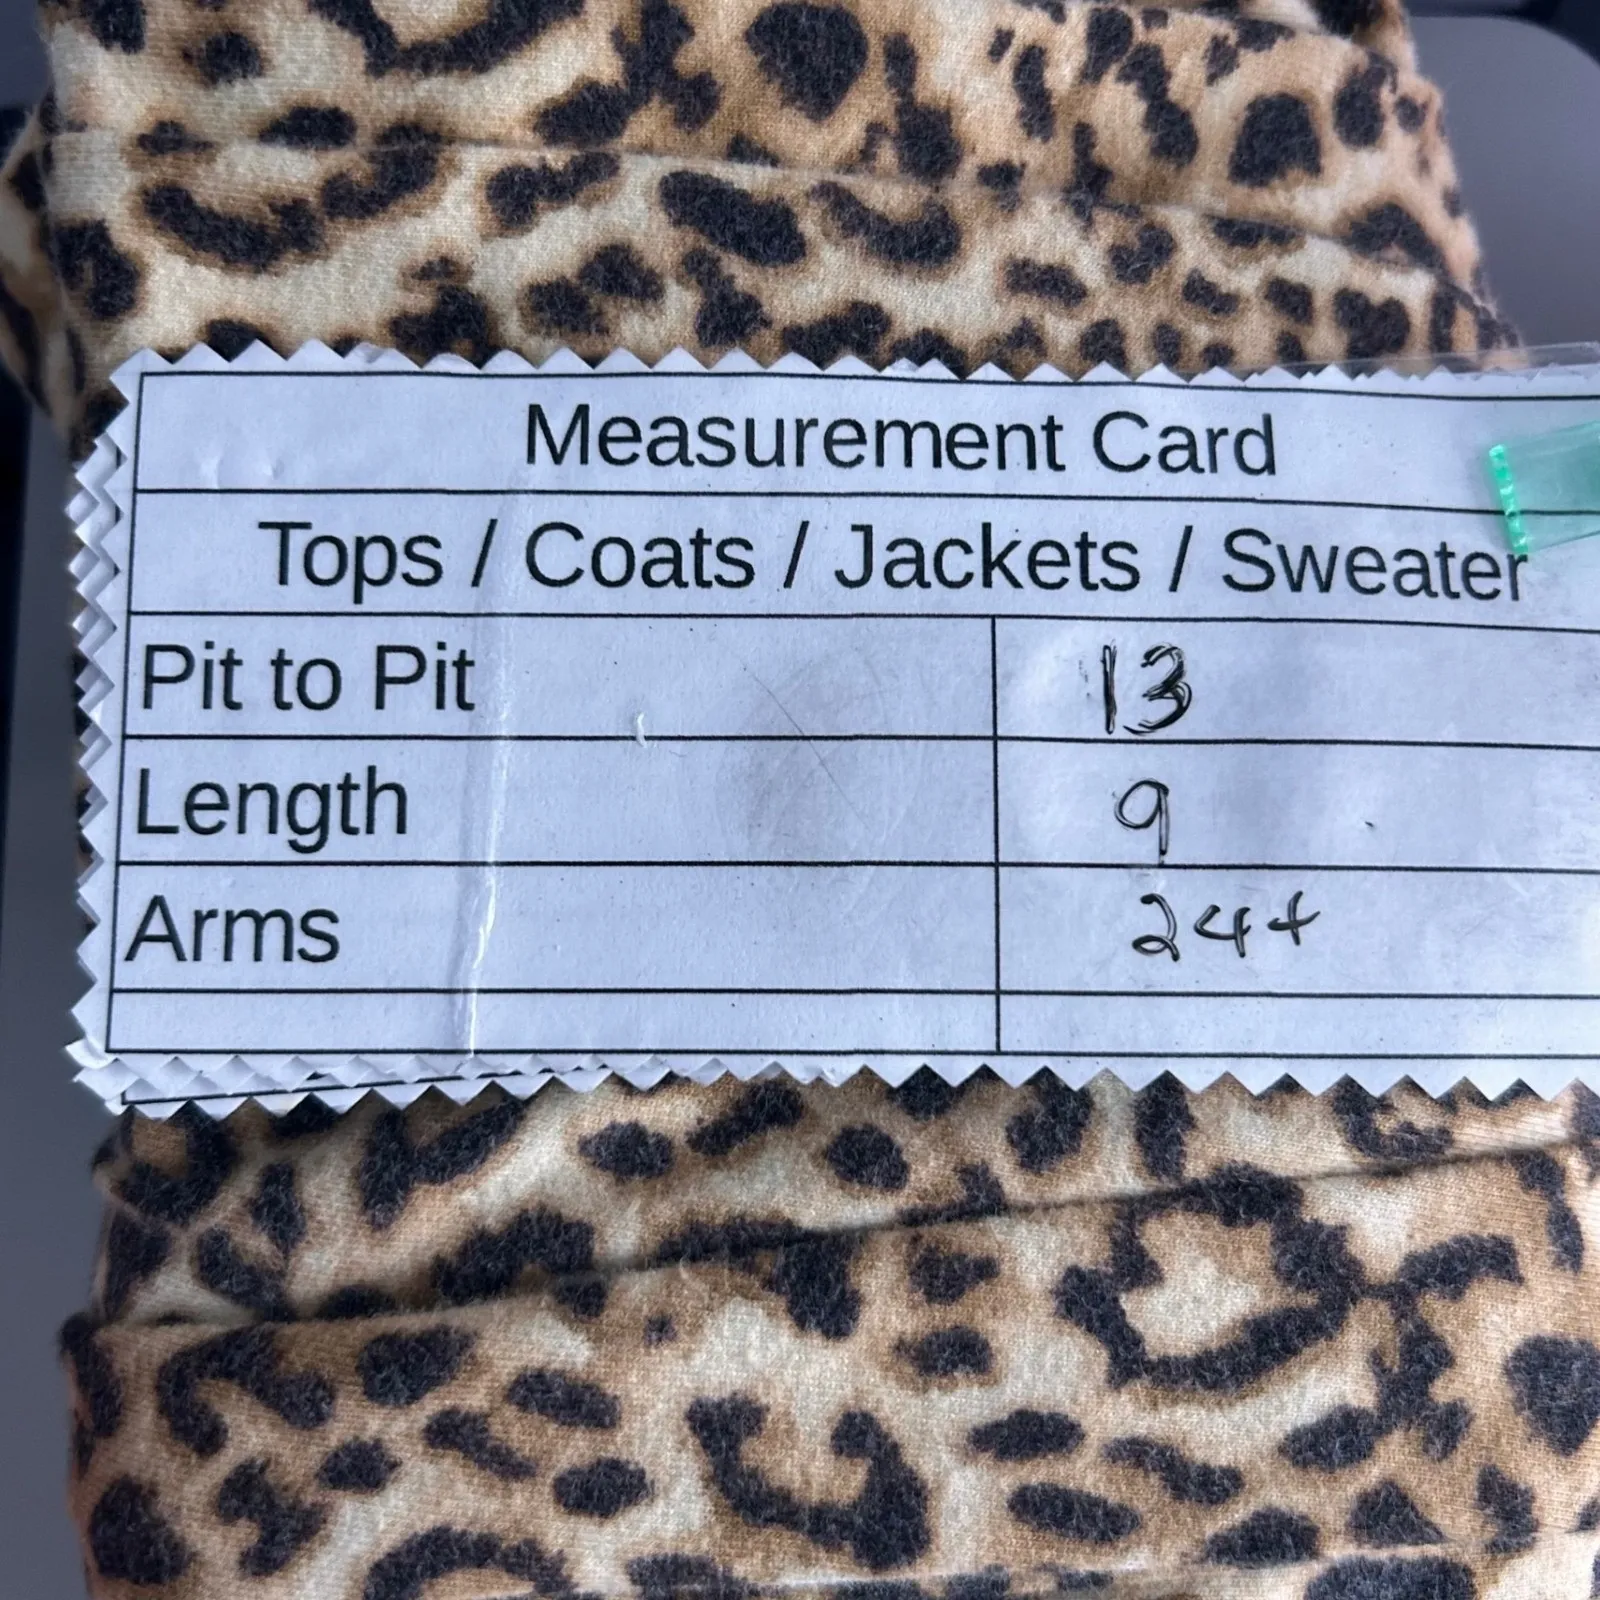 Measurement Card
Tops / Coats / Jackets / Sweater
Pit to Pit 13
Length 9
Arms 24+